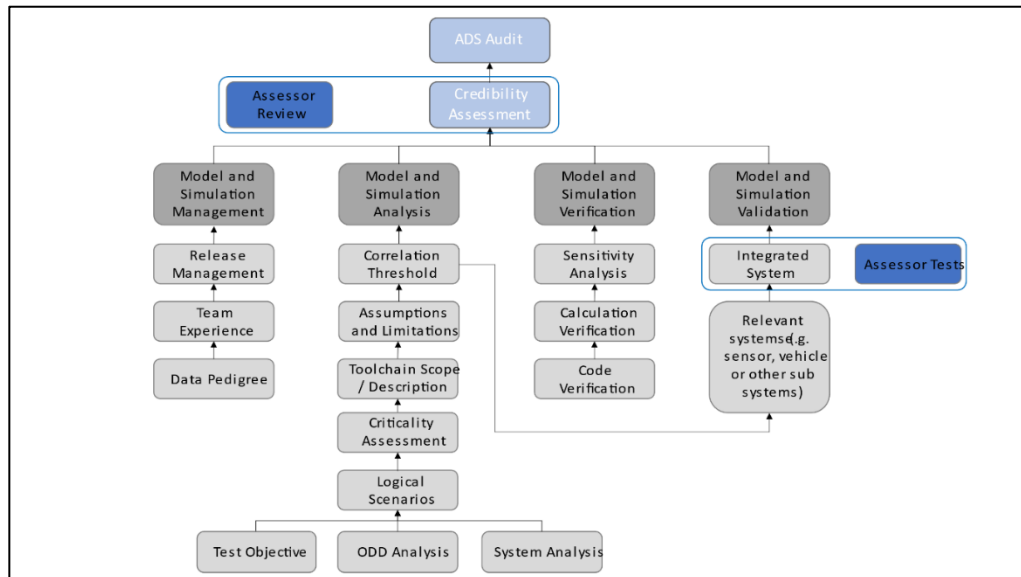 ADS Audit
Assessor
Review
Credibility
Assessment
Model and
Simulation
Management
Model and
Simulation
Analysis
Model and
Simulation
Verification
Model and
Simulation
Validation
Release
Management
Correlation
Threshold
Sensitivity
Analysis
Integrated
System
Assessor Tests
Team
Experience
Assumptions
and Limitations
Calculation
Verification
Relevant
systemse(.g.
sensor, vehicle
or other sub
systems)
Data Pedigree
Toolchain Scope
/ Description
Code
Verification
Criticality
Assessment
Logical
Scenarios
Test Objective
ODD Analysis
System Analysis